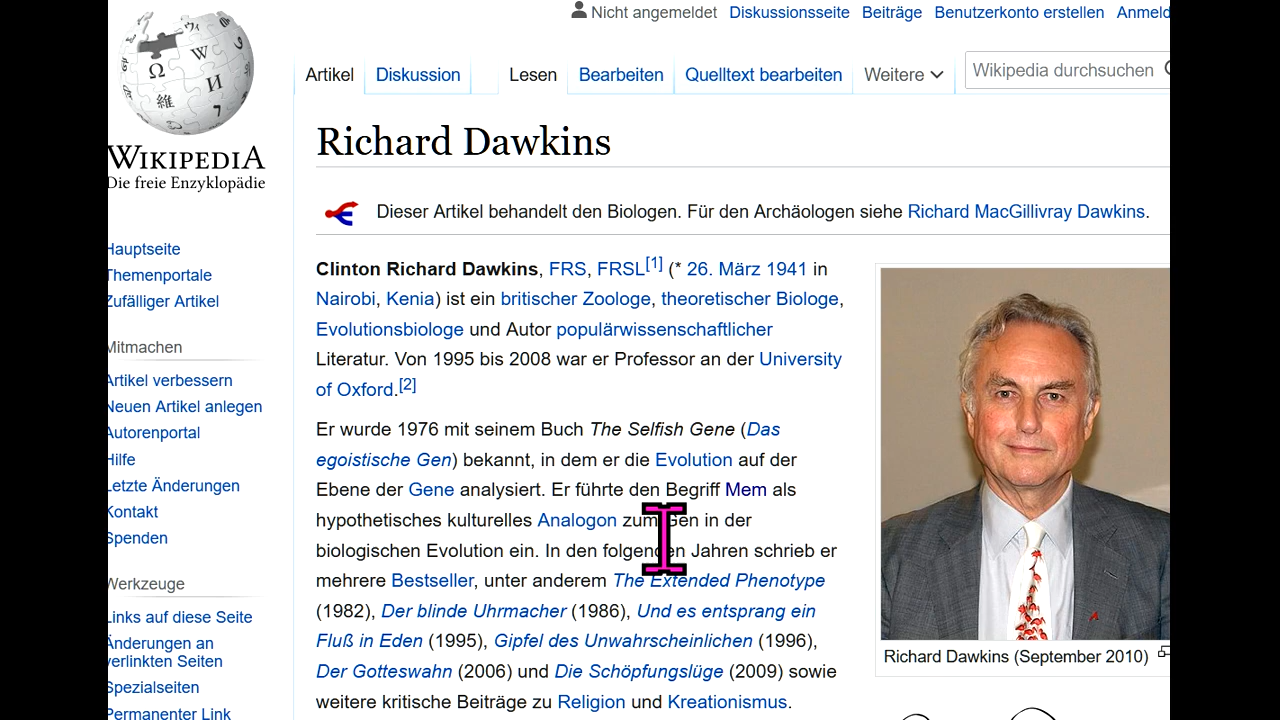 Nicht angemeldet Diskussionsseite Beiträge Benutzerkonto erstellen Anmeld
Artikel Diskussion Lesen Bearbeiten Quelltext bearbeiten Weitere Wikipedia durchsuchen
Ω W И 維 7
WIKIPEDIA
Die freie Enzyklopädie
Hauptseite
Themenportale
Zufälliger Artikel
Mitmachen
Artikel verbessern
Neuen Artikel anlegen
Autorenportal
Hilfe
Letzte Änderungen
Kontakt
Spenden
Werkzeuge
Links auf diese Seite
Änderungen an
verlinkten Seiten
Spezialseiten
Permanenter Link
Richard Dawkins
Dieser Artikel behandelt den Biologen. Für den Archäologen siehe Richard MacGillivray Dawkins.
Clinton Richard Dawkins, FRS, FRSL[1] (* 26. März 1941 in
Nairobi, Kenia) ist ein britischer Zoologe, theoretischer Biologe,
Evolutionsbiologe und Autor populärwissenschaftlicher
Literatur. Von 1995 bis 2008 war er Professor an der University
of Oxford.[2]
Er wurde 1976 mit seinem Buch The Selfish Gene (Das
egoistische Gen) bekannt, in dem er die Evolution auf der
Ebene der Gene analysiert. Er führte den Begriff Mem als
hypothetisches kulturelles Analogon zum Gen in der
biologischen Evolution ein. In den folgenden Jahren schrieb er
mehrere Bestseller, unter anderem The Extended Phenotype
(1982), Der blinde Uhrmacher (1986), Und es entsprang ein
Fluß in Eden (1995), Gipfel des Unwahrscheinlichen (1996),
Der Gotteswahn (2006) und Die Schöpfungslüge (2009) sowie
weitere kritische Beiträge zu Religion und Kreationismus.
Richard Dawkins (September 2010)